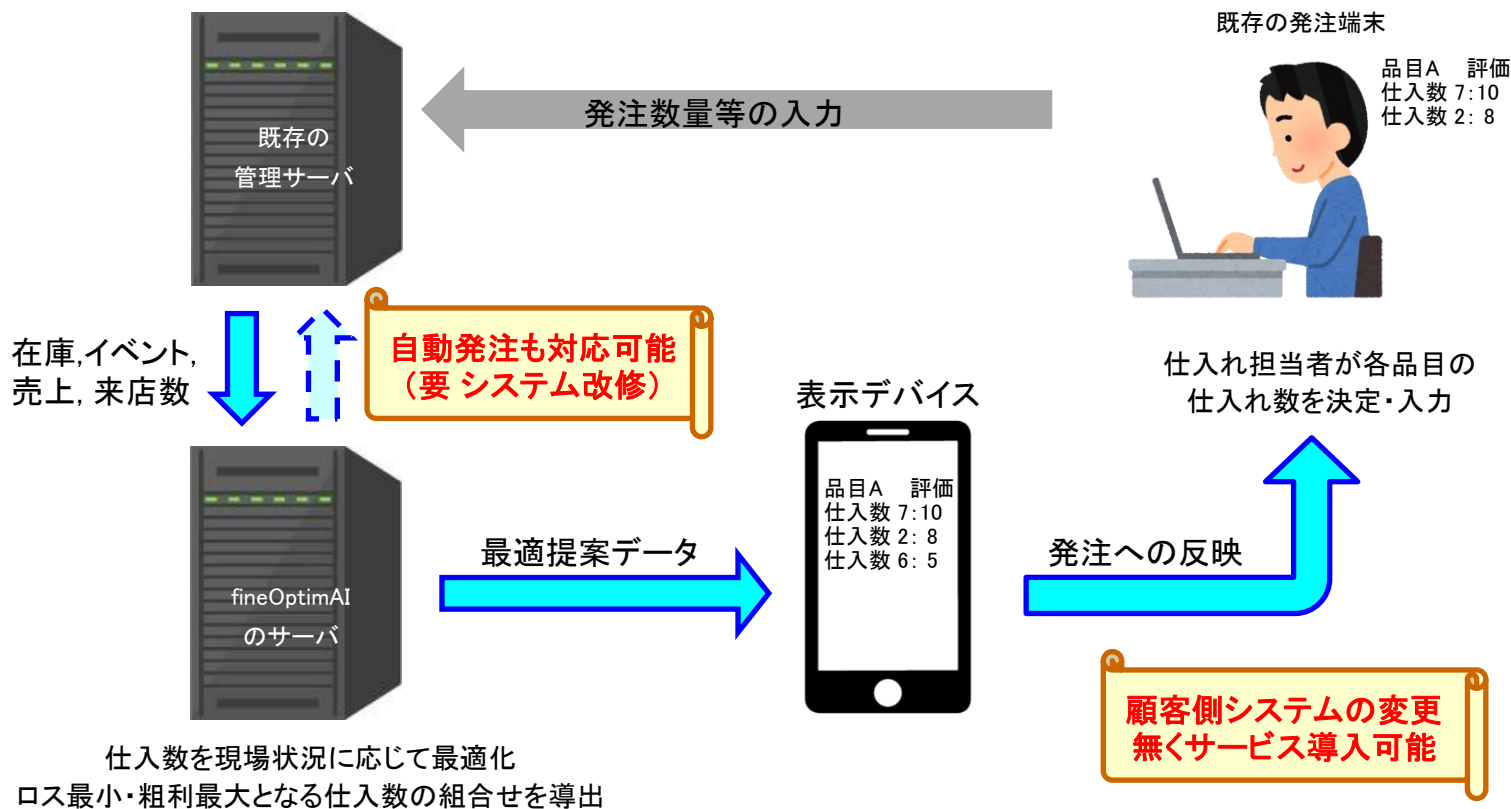 既存の発注端末
品目A 評価
仕入数 7:10
仕入数 2: 8
発注数量等の入力
既存の
管理サーバ
在庫,イベント,
売上, 来店数
自動発注も対応可能
(要 システム改修)
仕入れ担当者が各品目の
仕入れ数を決定・入力
表示デバイス
品目A 評価
仕入数 7:10
仕入数 2: 8
仕入数 6: 5
最適提案データ
発注への反映
fineOptimAI
のサーバ
顧客側システムの変更
無くサービス導入可能
仕入数を現場状況に応じて最適化
ロス最小・粗利最大となる仕入数の組合せを導出